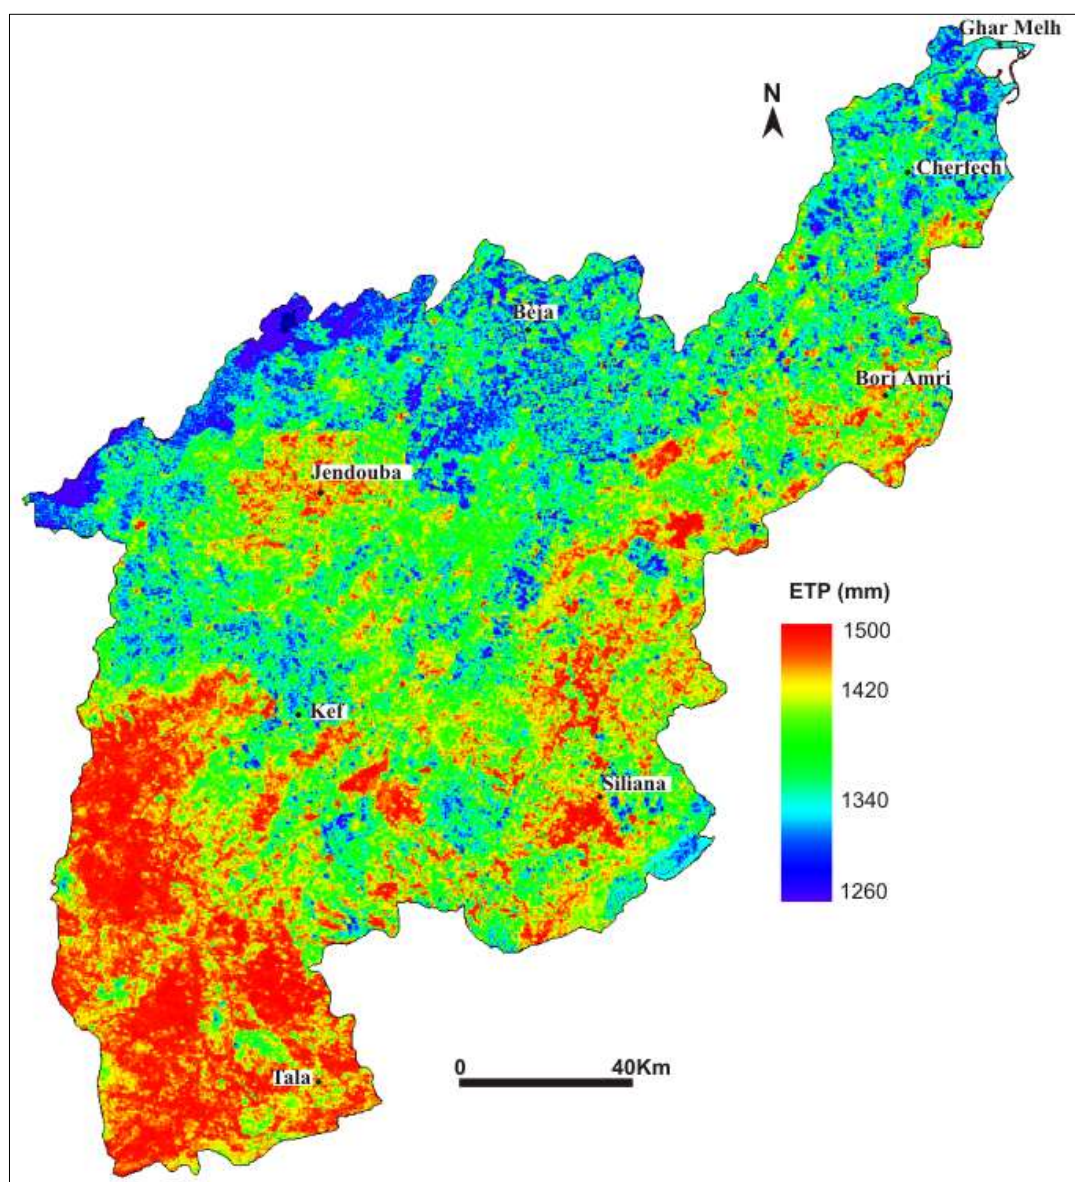 Ghar Melh
N
Cherfech
Béja
Borj Amri
Jendouba
ETP (mm)
1500
1420
Kef
Siliana
1340
1260
0 40Km
Tala